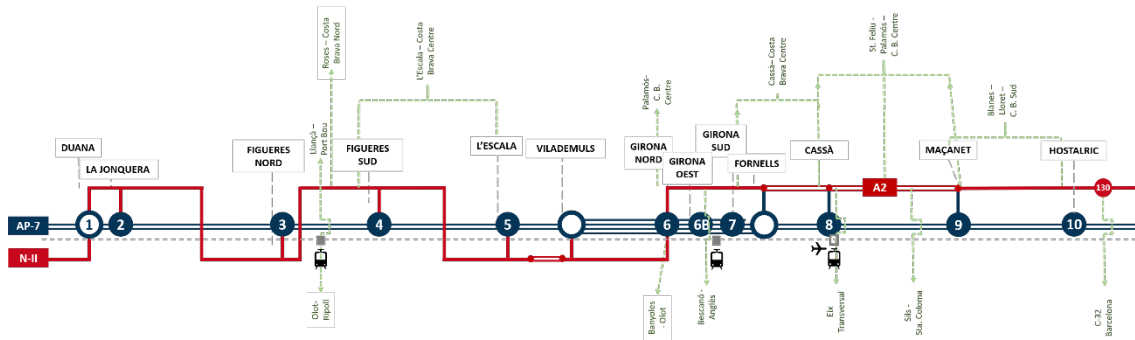 Roses – Costa
Brava Nord
L'Escala – Costa
Brava Centre
Llançà –
Port Bou
Palamós-
C. B.
Centre
Cassà– Costa
Brava Centre
St. Feliu -
Palamós –
C. B. Centre
Blanes –
Lloret –
C. B. Sud
DUANA
LA JONQUERA
FIGUERES
NORD
FIGUERES
SUD
L'ESCALA
VILADEMULS
GIRONA
NORD
GIRONA
OEST
GIRONA
SUD
FORNELLS
CASSÀ
MAÇANET
HOSTALRIC
A2
130
AP-7
1
2
3
4
5
6
6B
7
8
9
10
N-II
Olot-
Ripoll
Banyoles
- Olot
Bescanó -
Anglès
Eix
Transversal
Sils -
Sta. Coloma
C-32
Barcelona